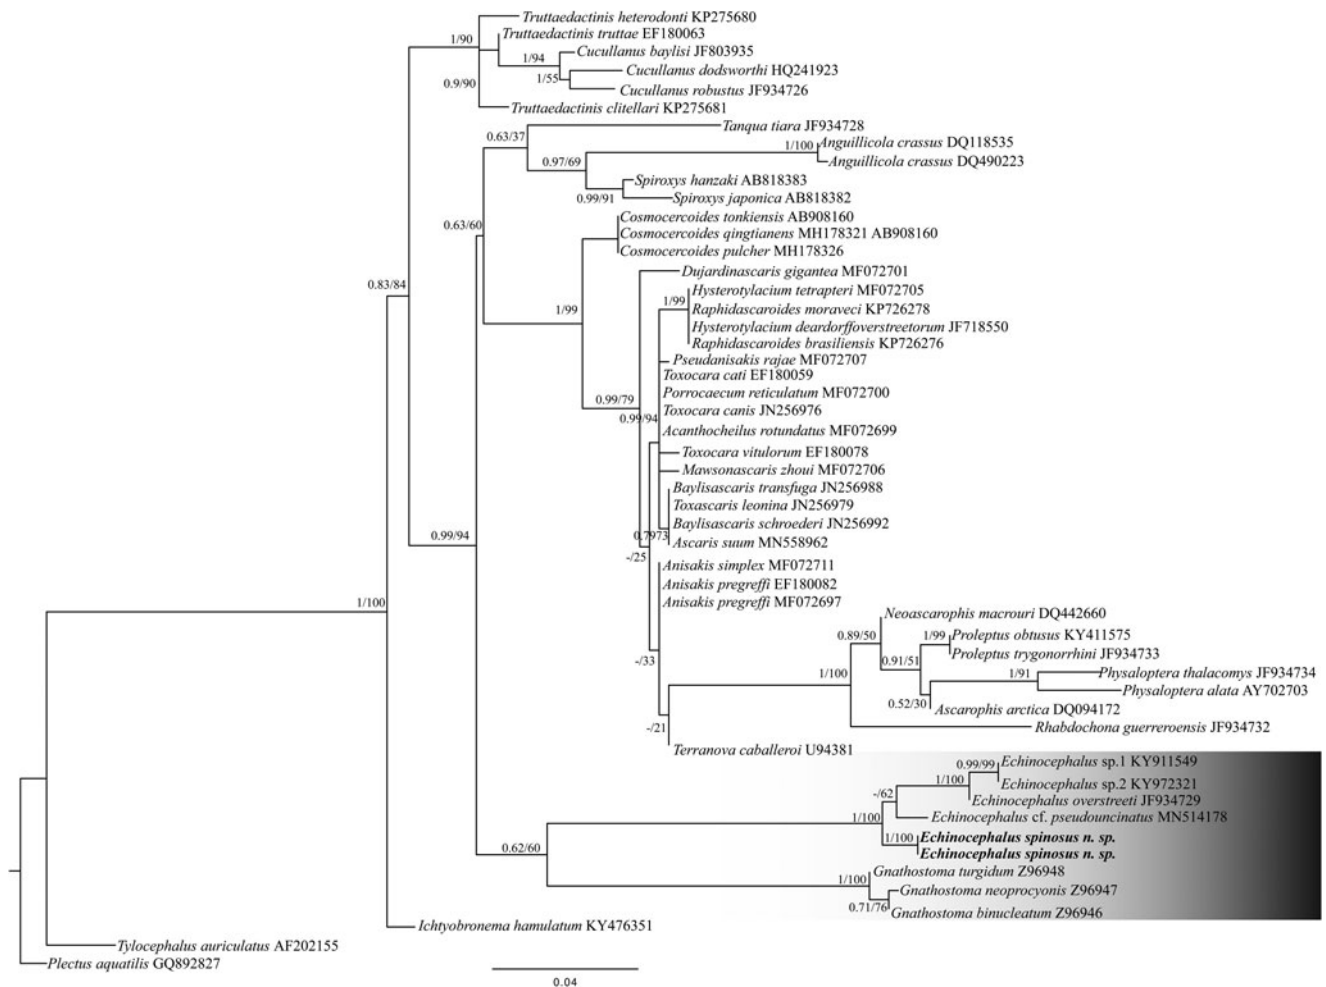 Truttaedactinis heterodonti KP275680
Truttaedactinis truttae EF180063
1/90
Cucullanus baylisi JF803935
1/94
Cucullanus dodsworthi HQ241923
1/55
0.9/90
Cucullanus robustus JF934726
Truttaedactinis clitellari KP275681
Tanqua tiara JF934728
0.63/37
Anguillicola crassus DQ118535
1/100
Anguillicola crassus DQ490223
0.97/69
Spiroxys hanzaki AB818383
0.99/91
Spiroxys japonica AB818382
Cosmocercoides tonkiensis AB908160
0.63/60
Cosmocercoides qingtianens MH178321 AB908160
Cosmocercoides pulcher MH178326
Dujardinascaris gigantea MF072701
0.83/84
Hysterotylacium tetrapteri MF072705
1/99
1/99
Raphidascaroides moraveci KP726278
Hysterotylacium deardorffoverstreetorum JF718550
Raphidascaroides brasiliensis KP726276
Pseudanisakis rajae MF072707
Toxocara cati EF180059
Porrocaecum reticulatum MF072700
0.99/79
Toxocara canis JN256976
0.99/94
Acanthocheilus rotundatus MF072699
Toxocara vitulorum EF180078
Mawsonascaris zhoui MF072706
Baylisascaris transfuga JN256988
Toxascaris leonina JN256979
Baylisascaris schroederi JN256992
0.99/94
0.7973
Ascaris suum MN558962
-/25
Anisakis simplex MF072711
Anisakis pregreffi EF180082
1/100
Anisakis pregreffi MF072697
Neoascarophis macrouri DQ442660
0.89/50
1/99
Proleptus obtusus KY411575
Proleptus trygonorrhini JF934733
-/33
0.91/51
1/100
1/91
Physaloptera thalacomys JF934734
Physaloptera alata AY702703
0.52/30
Ascarophis arctica DQ094172
-/21
Rhabdochona guerreroensis JF934732
Terranova caballeroi U94381
0.99/99
Echinocephalus sp.1 KY911549
1/100
Echinocephalus sp.2 KY972321
-/62
Echinocephalus overstreeti JF934729
1/100
Echinocephalus cf. pseudouncinatus MN514178
1/100
Echinocephalus spinosus n. sp.
0.62/60
Echinocephalus spinosus n. sp.
1/100
Gnathostoma turgidum Z96948
Gnathostoma neoprocyonis Z96947
0.71/76
Gnathostoma binucleatum Z96946
Ichtyobronema hamulatum KY476351
Tylocephalus auriculatus AF202155
Plectus aquatilis GQ892827
0.04